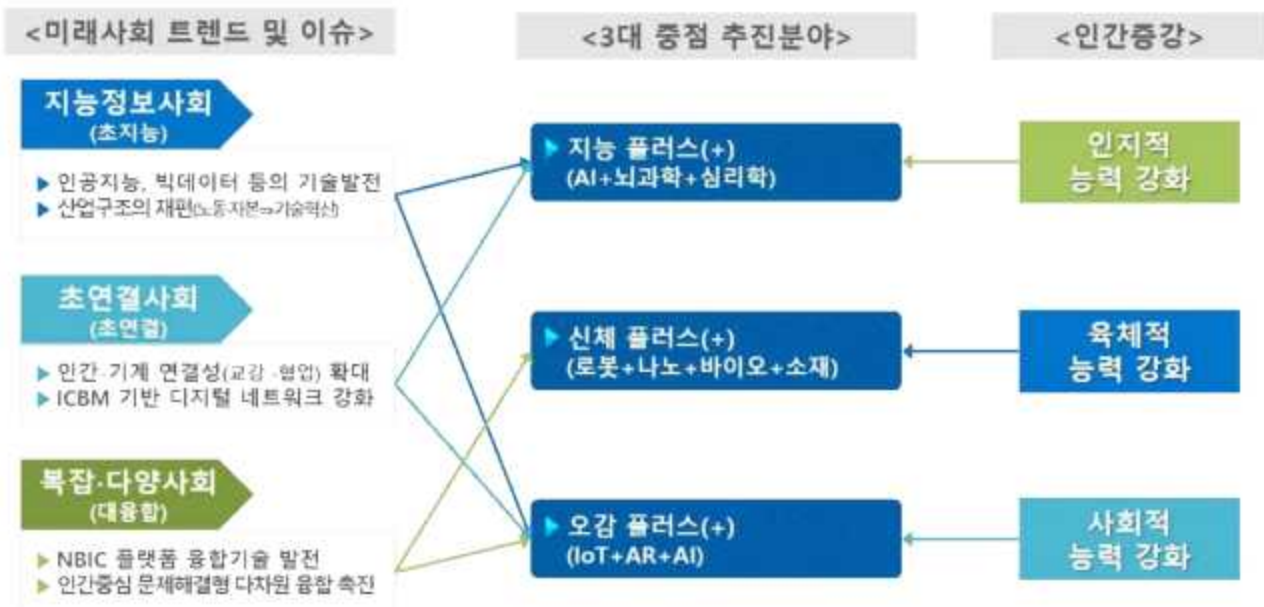 <미래사회 트렌드 및 이슈>
지능정보사회
(초지능)
▶ 인공지능, 빅데이터 등의 기술발전
▶ 산업구조의 재편(노동·자본⇒기술혁신)
초연결사회
(초연결)
▶ 인간·기계 연결성(교감·협업) 확대
▶ ICBM 기반 디지털 네트워크 강화
복잡·다양사회
(대융합)
▶ NBIC 플랫폼 융합기술 발전
▶ 인간중심 문제해결형 다차원 융합 촉진
<3대 중점 추진분야>
▶ 지능 플러스(+)
(AI+뇌과학+심리학)
▶ 신체 플러스(+)
(로봇+나노+바이오+소재)
▶ 오감 플러스(+)
(IoT+AR+AI)
<인간증강>
인지적
능력 강화
육체적
능력 강화
사회적
능력 강화